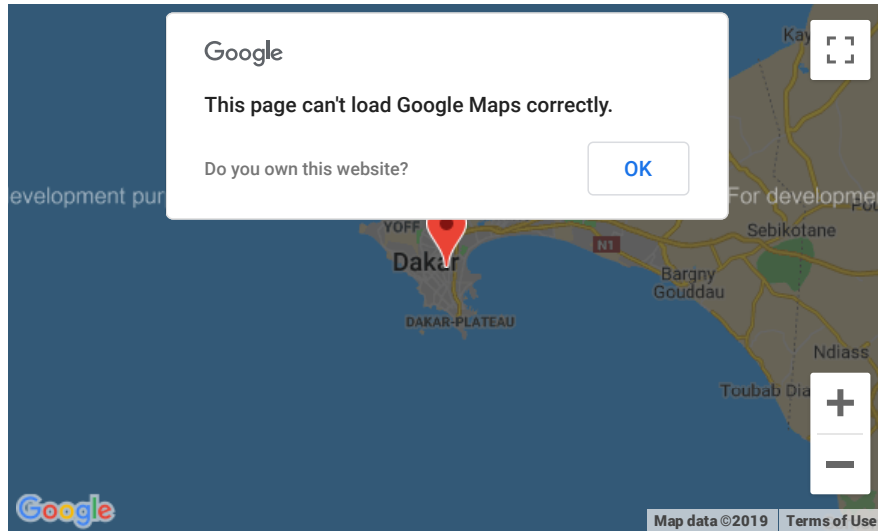 Google
This page can't load Google Maps correctly.
Do you own this website?
OK
Kay
evelopment pur
For developme
Sebikotane
YOFF
N1
Dakar
Bargny
Gouddau
DAKAR-PLATEAU
Ndiass
Toubab Dia
Google
Map data ©2019
Terms of Use